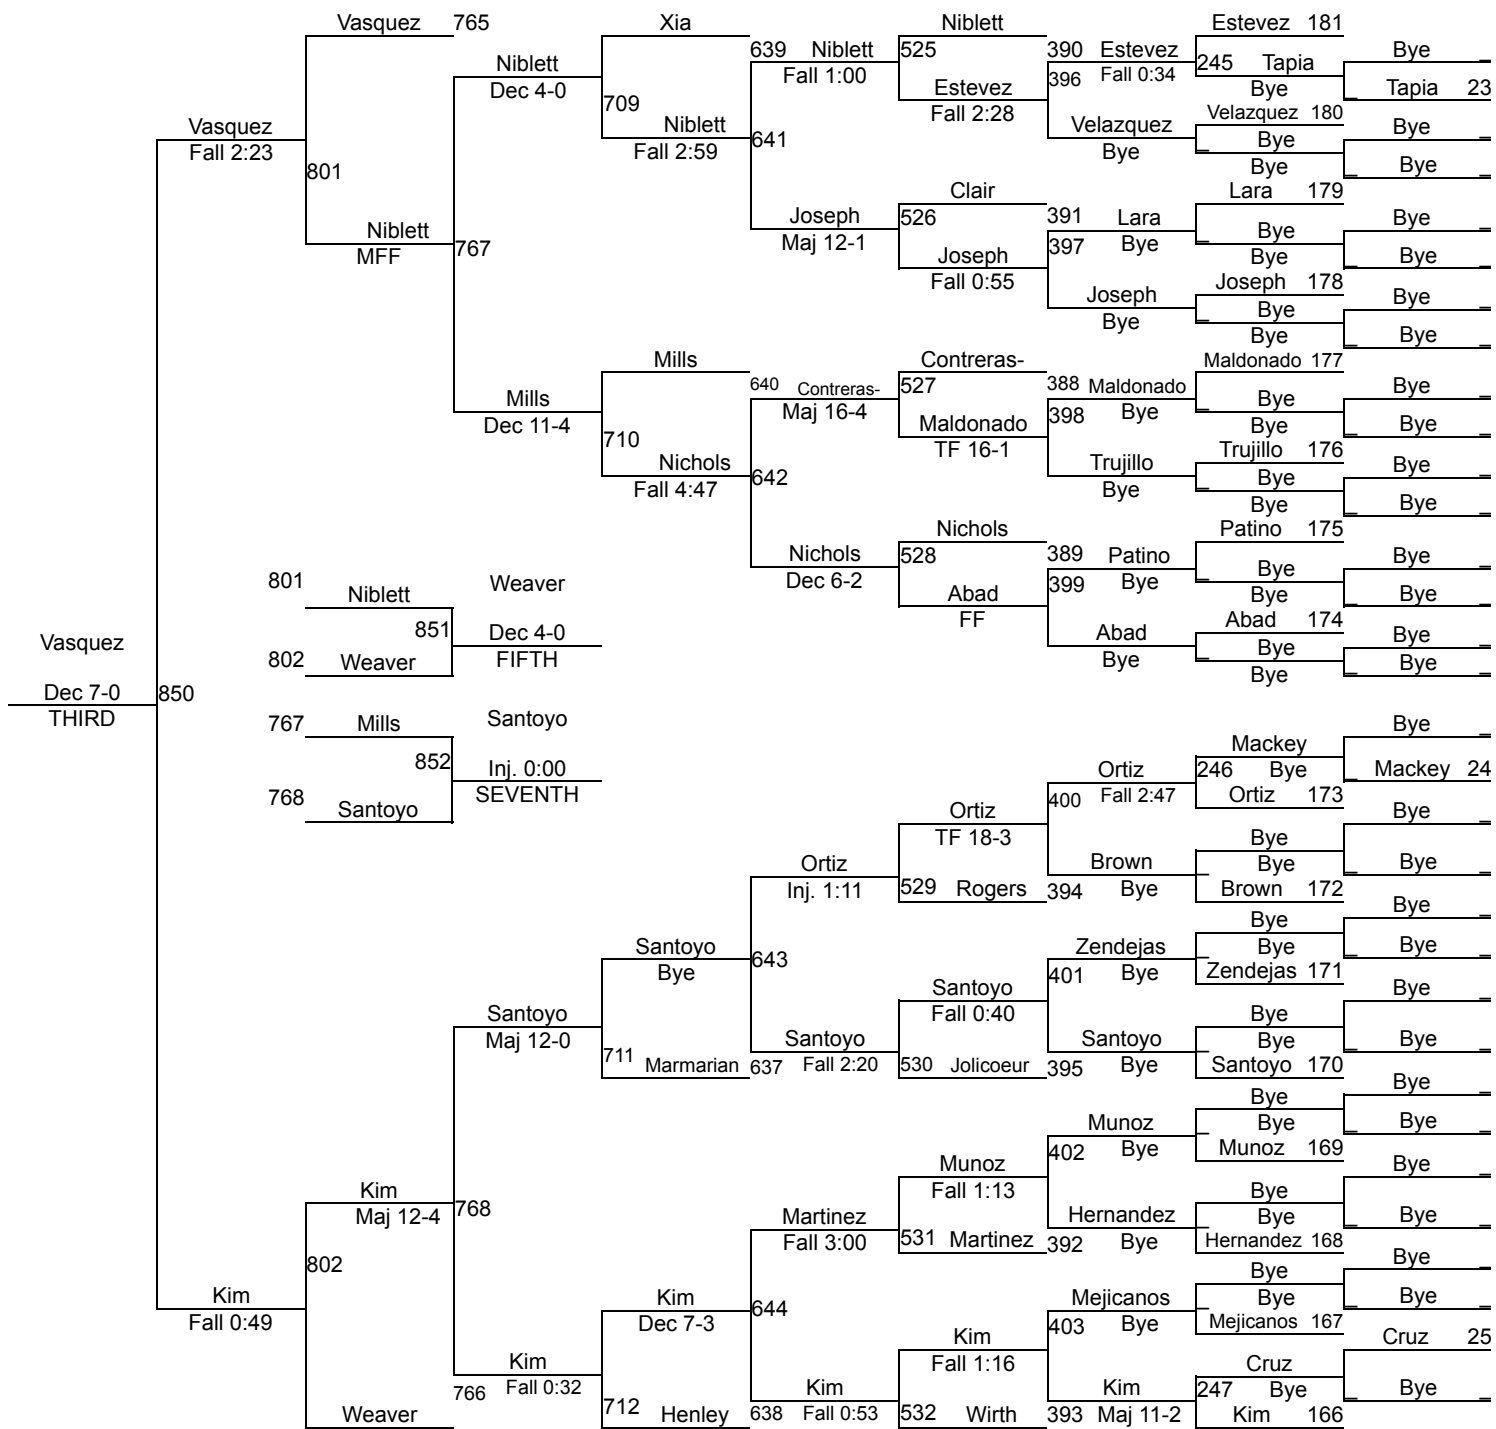 Vasquez 765 Xia Niblett Estevez 181
639 Niblett 525 390 Estevez Bye
Niblett Fall 1:00 396 Fall 0:34 245 Tapia
Dec 4-0 Estevez Bye _ Tapia 23
709 Fall 2:28 Velazquez 180
Vasquez Niblett Velazquez Bye _
Fall 2:23 Fall 2:59 641 Bye _ Bye
801 Bye _ Bye _
Clair Lara 179
Niblett Joseph 526 391 Lara Bye _
MFF 767 Maj 12-1 397 Bye _ Bye
Joseph Bye _ Bye _
Fall 0:55 Joseph 178
Joseph Bye _
Bye _ Bye
Bye _ Bye _
Mills Contreras- Maldonado 177
640 Contreras- 527 388 Maldonado Bye _
Mills Maj 16-4 398 Bye _ Bye
Dec 11-4 Maldonado Bye _ Bye _
710 TF 16-1 Trujillo 176
Nichols Trujillo Bye _
Fall 4:47 642 Bye _ Bye
Bye _ Bye _
Nichols Patino 175
Nichols 528 389 Patino Bye _
Dec 6-2 399 Bye _ Bye
801 Niblett Weaver Abad Bye _ Bye _
FF Abad 174
851 Dec 4-0 Abad Bye _
Vasquez FIFTH Bye _ Bye
802 Weaver _ Bye _
Bye
Dec 7-0 850
THIRD
767 Mills Santoyo Bye _
Mackey
852 Inj. 0:00 Ortiz 246 Bye _ Mackey 24
768 SEVENTH 400 Fall 2:47 Ortiz 173
Santoyo Ortiz Bye _
TF 18-3 Bye
Ortiz Brown _ Bye _ Bye _
Inj. 1:11 529 Rogers 394 Bye Brown 172
Bye _
Bye
Santoyo 643 Zendejas _ Bye _ Bye _
Bye 401 Bye Zendejas 171
Santoyo Bye _
Santoyo Fall 0:40 Bye
Maj 12-0 Santoyo Santoyo _ Bye _ Bye _
711 Marmarian 637 Fall 2:20 530 Jolicoeur 395 Bye Santoyo 170
Bye _
Bye
Munoz _ Bye _ Bye _
402 Bye Munoz 169
Munoz Bye _
Kim Fall 1:13 Bye
Maj 12-4 768 Martinez Hernandez _ Bye _ Bye _
Fall 3:00 531 Martinez 392 Bye Hernandez 168
802 Bye _
Bye
Kim Kim 644 Mejicanos _ Bye _ Bye _
Fall 0:49 Dec 7-3 403 Bye Mejicanos 167
Kim Cruz 25
Kim Fall 1:16 Cruz
766 Fall 0:32 Kim Kim 247 Bye _ Bye _
Weaver 712 Henley 638 Fall 0:53 532 Wirth 393 Maj 11-2 Kim 166